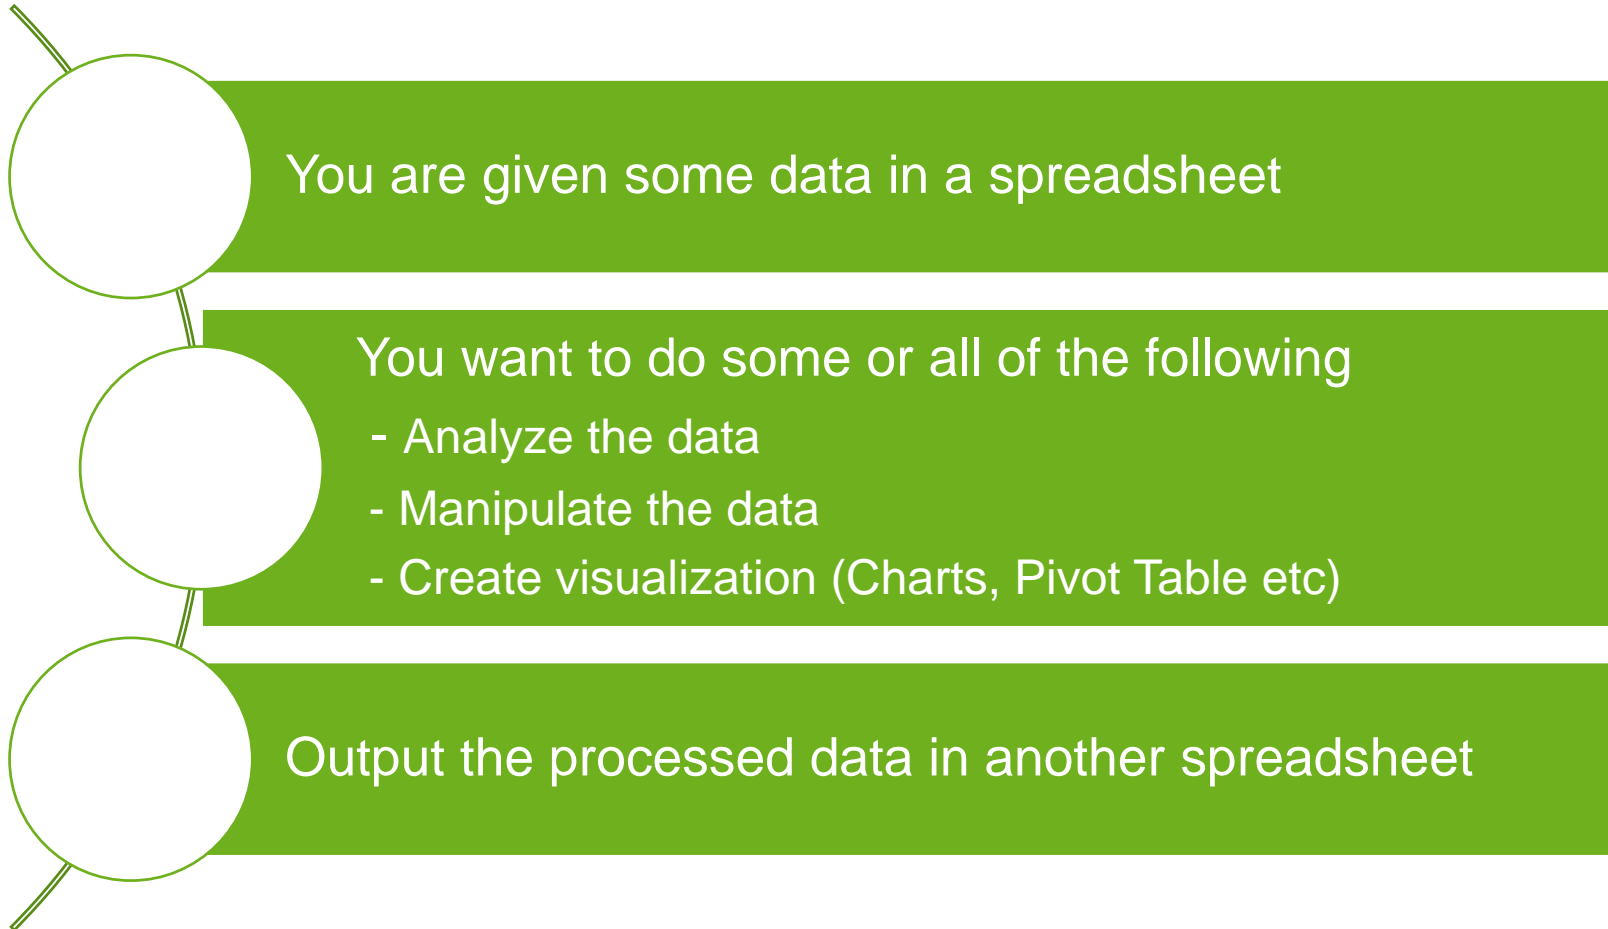 You are given some data in a spreadsheet
You want to do some or all of the following
- Analyze the data
- Manipulate the data
- Create visualization (Charts, Pivot Table etc)
Output the processed data in another spreadsheet